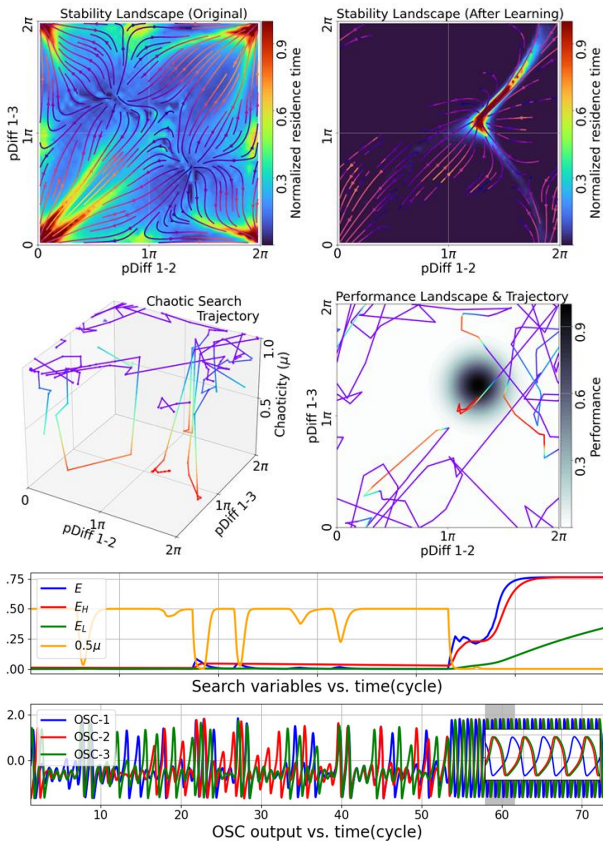 Stability Landscape (Original)
2π
1π
0
pDiff 1-3
0
1π
2π
pDiff 1-2
0.9
0.6
0.3
Normalized residence time
Stability Landscape (After Learning)
2π
1π
0
0
1π
2π
pDiff 1-2
0.9
0.6
0.3
Normalized residence time
Chaotic Search
Trajectory
1.0
0.5
Chaoticity (μ)
2π
1π
pDiff 1-3
0
1π
2π
pDiff 1-2
Performance Landscape & Trajectory
2π
1π
0
pDiff 1-3
0
1π
2π
pDiff 1-2
0.9
0.6
0.3
Performance
.75
.50
.25
.00
E
E_H
E_L
0.5μ
Search variables vs. time(cycle)
2.0
0.0
OSC-1
OSC-2
OSC-3
10
20
30
40
50
60
70
OSC output vs. time(cycle)